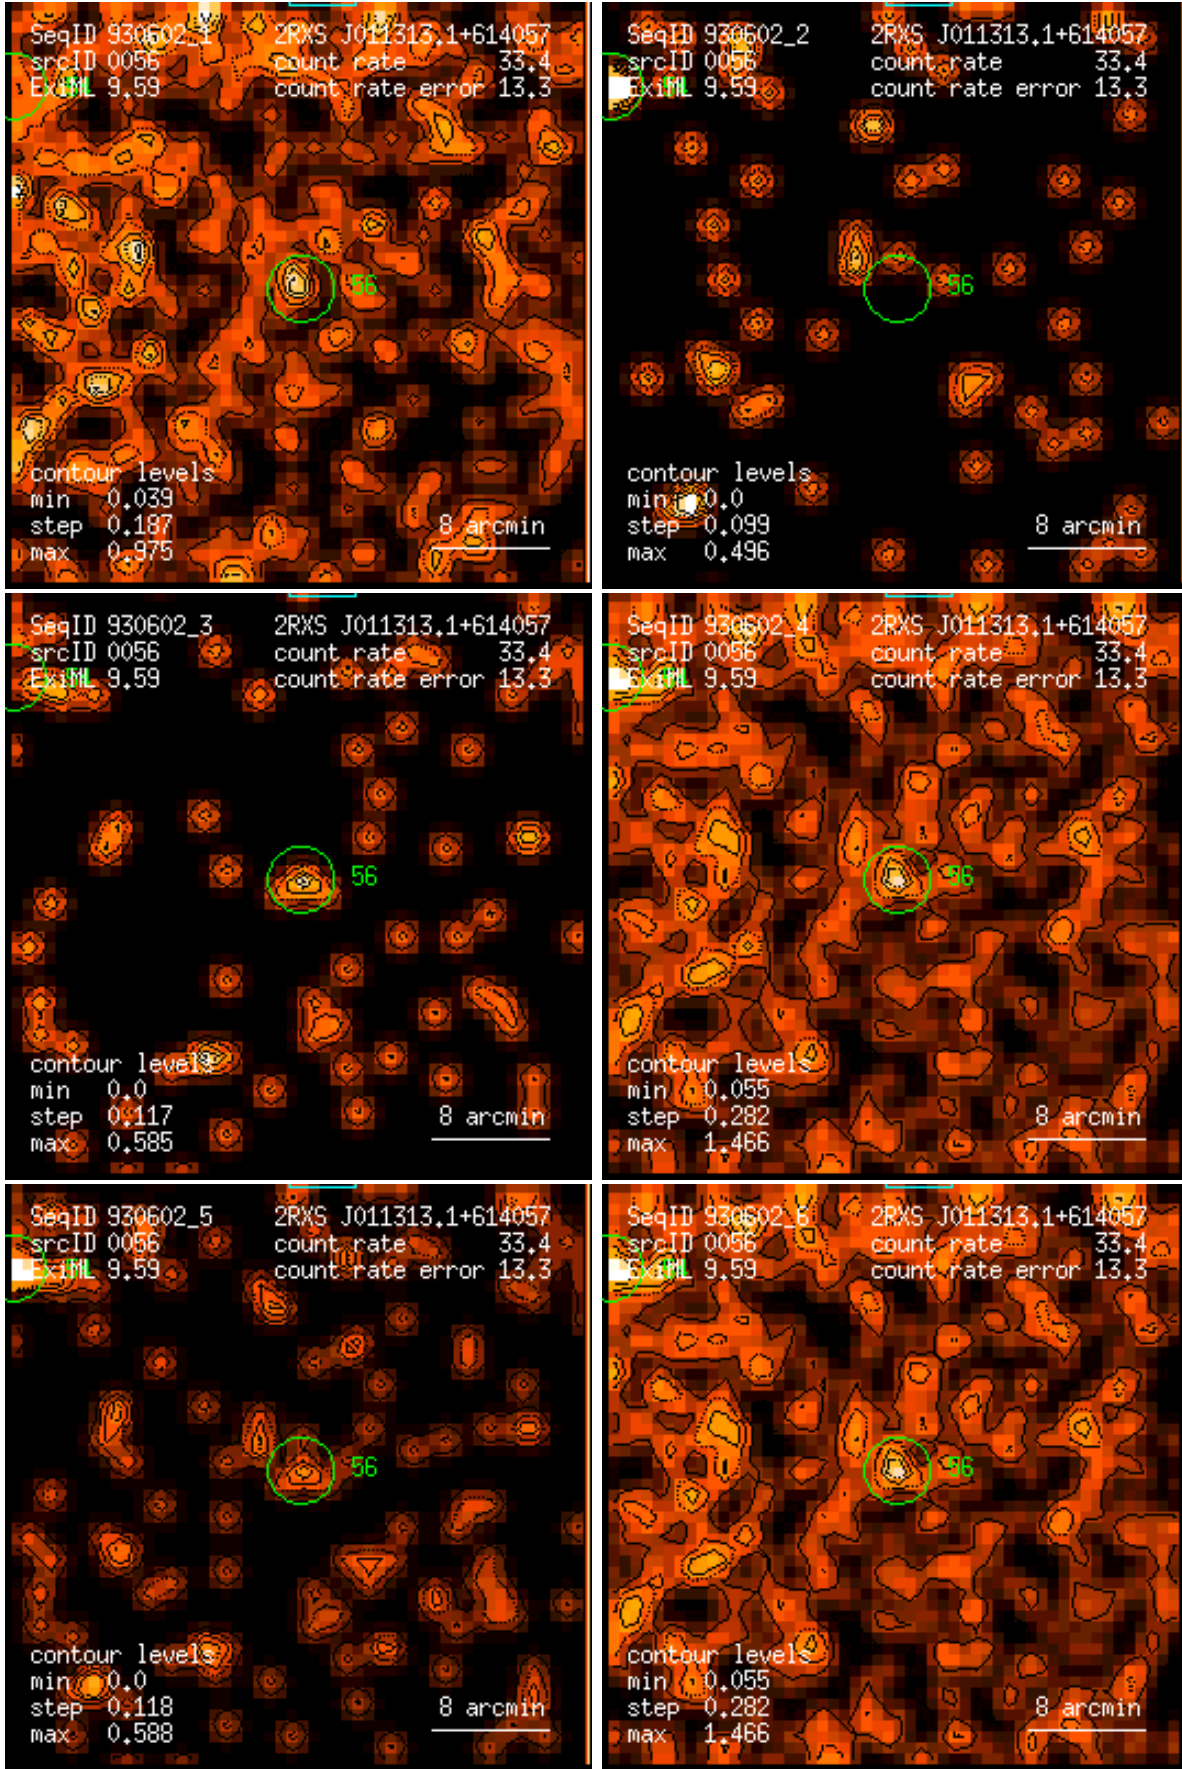 SeqID 930602_1 2RXS J011313.1+614057
srcID 0056 count rate 33.4
ExiML 9.59 count rate error 13.3
56
contour levels
min 0.039
step 0.187 8 arcmin
max 0.975
SeqID 930602_2 2RXS J011313.1+614057
srcID 0056 count rate 33.4
ExiML 9.59 count rate error 13.3
56
contour levels
min 0.0
step 0.099 8 arcmin
max 0.496
SeqID 930602_3 2RXS J011313.1+614057
srcID 0056 count rate 33.4
ExiML 9.59 count rate error 13.3
56
contour levels
min 0.0
step 0.117 8 arcmin
max 0.585
SeqID 930602_4 2RXS J011313.1+614057
srcID 0056 count rate 33.4
ExiML 9.59 count rate error 13.3
56
contour levels
min 0.055
step 0.282 8 arcmin
max 1.466
SeqID 930602_5 2RXS J011313.1+614057
srcID 0056 count rate 33.4
ExiML 9.59 count rate error 13.3
56
contour levels
min 0.0
step 0.118 8 arcmin
max 0.588
SeqID 930602_6 2RXS J011313.1+614057
srcID 0056 count rate 33.4
ExiML 9.59 count rate error 13.3
56
contour levels
min 0.055
step 0.282 8 arcmin
max 1.466